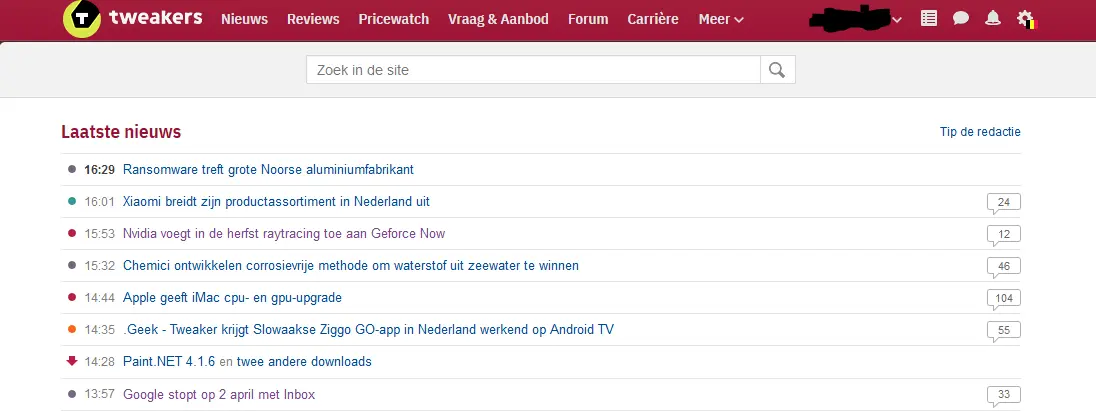 tweakers Nieuws Reviews Pricewatch Vraag & Aanbod Forum Carrière Meer
Zoek in de site
Laatste nieuws Tip de redactie
16:29 Ransomware treft grote Noorse aluminiumfabrikant
16:01 Xiaomi breidt zijn productassortiment in Nederland uit 24
15:53 Nvidia voegt in de herfst raytracing toe aan Geforce Now 12
15:32 Chemici ontwikkelen corrosievrije methode om waterstof uit zeewater te winnen 46
14:44 Apple geeft iMac cpu- en gpu-upgrade 104
14:35 .Geek - Tweaker krijgt Slowaakse Ziggo GO-app in Nederland werkend op Android TV 55
14:28 Paint.NET 4.1.6 en twee andere downloads
13:57 Google stopt op 2 april met Inbox 33